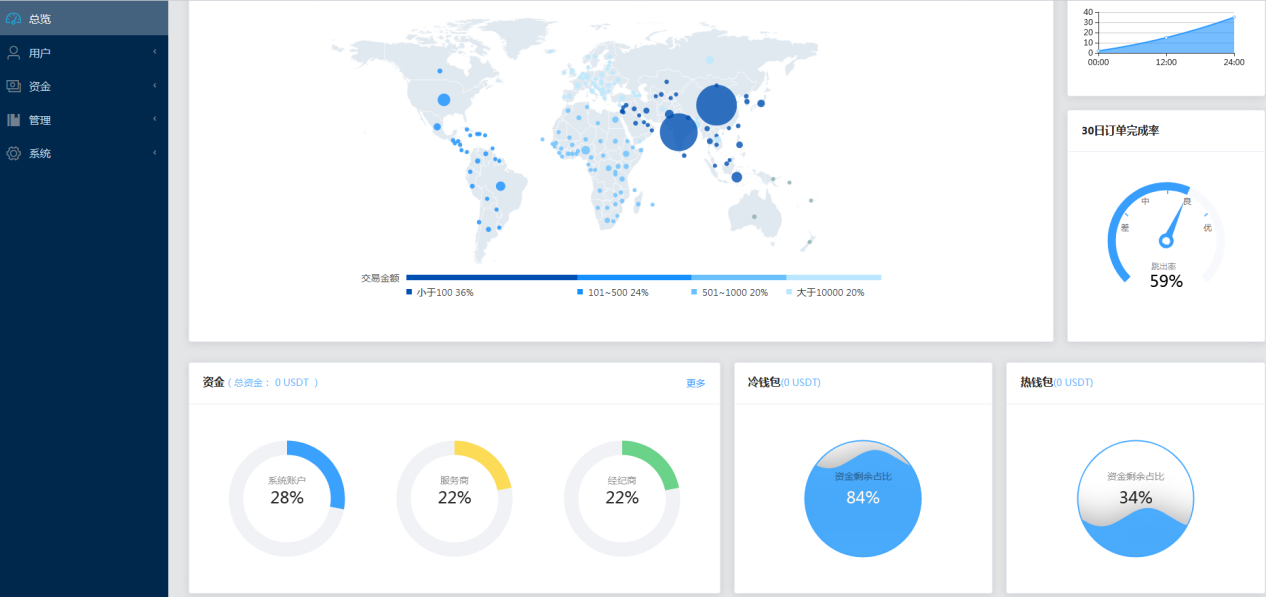 总览
用户
资金
管理
系统
交易金额
小于100 36%
101~500 24%
501~1000 20%
大于10000 20%
40
30
20
10
0
00:00
12:00
24:00
30日订单完成率
差
中
良
优
跳出率
59%
资金 ( 总资金： 0 USDT )
更多
系统账户
28%
服务商
22%
经纪商
22%
冷钱包(0 USDT)
资金剩余占比
84%
热钱包(0 USDT)
资金剩余占比
34%